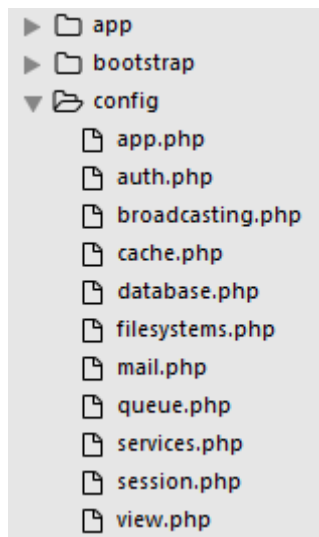 app
bootstrap
config
app.php
auth.php
broadcasting.php
cache.php
database.php
filesystems.php
mail.php
queue.php
services.php
session.php
view.php